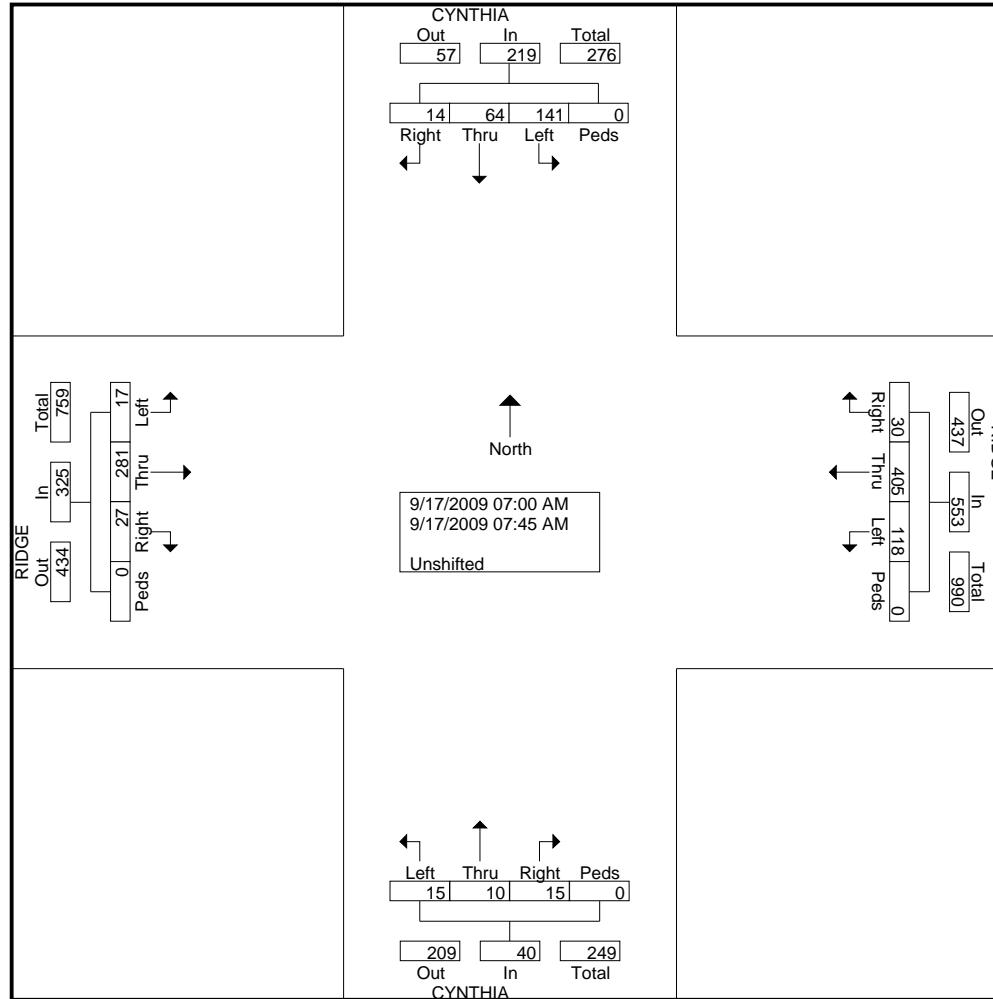 CYNTHIA
Out In Total
57 219 276
14 64 141 0
Right Thru Left Peds
Total In Out
759 325 434
RIDGE
17 281 27 0
Left Thru Right Peds
North
9/17/2009 07:00 AM
9/17/2009 07:45 AM
Unshifted
Right Thru Left Peds
30 405 118 0
Out In Total
437 553 990
Left Thru Right Peds
15 10 15 0
209 40 249
Out In Total
CYNTHIA